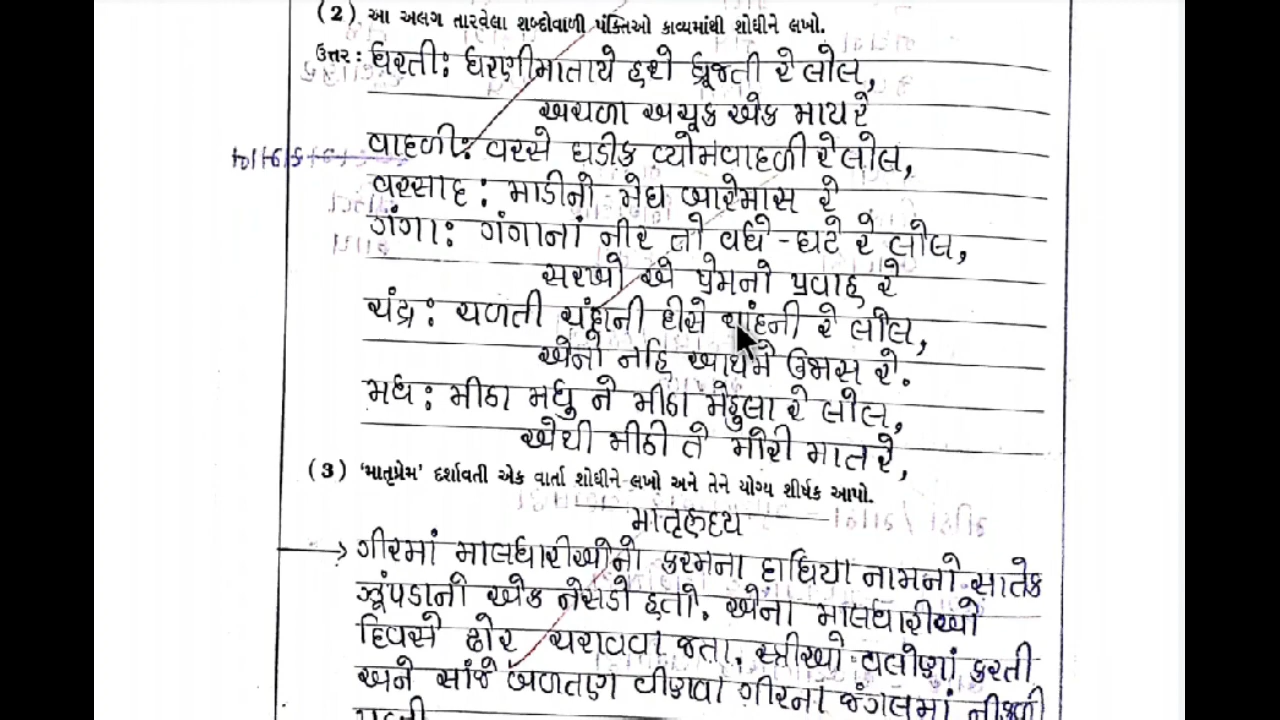 (2) આ અલગ તારવેલા શબ્દોવાળી પંક્તિઓ કાવ્યમાંથી શોધીને લખો.
ઉત્તર : ધરતી: ધરણીમાતાયે હશે ધ્રૂજતી રે લોલ,
અચળા અચૂક એક માય રે
વાદળી: વરસે ઘડીક વ્યોમવાદળી રે લોલ,
વરસાદ : માડીનો મેઘ બારેમાસ રે
ગંગા: ગંગાનાં નીર તો વધે-ઘટે રે લોલ,
સરખો એ પ્રેમનો પ્રવાહ રે
ચંદ્ર: ચળતી ચંદ્રાની દીસે ચાંદની રે લોલ,
એનો નહિ આથમે ઉજાસ રે.
મધ: મીઠા મધુ ને મીઠા મેહુલા રે લોલ,
એથી મીઠી તે મોરી માત રે,
(3) 'માતૃપ્રેમ' દર્શાવતી એક વાર્તા શોધીને લખો અને તેને યોગ્ય શીર્ષક આપો.
માતૃહૃદય
→ ગીરમાં માલધારીઓનો કરમના દાધિયા નામનો સાતેક
ઝૂંપડાનો એક નેસડો હતો. એના માલધારીઓ
દિવસે ઢોર ચરાવવા જતા. સ્ત્રીઓ વલોણાં કરતી
અને સાંજે બળતણ વીણવા ગીરના જંગલમાં નીકળી